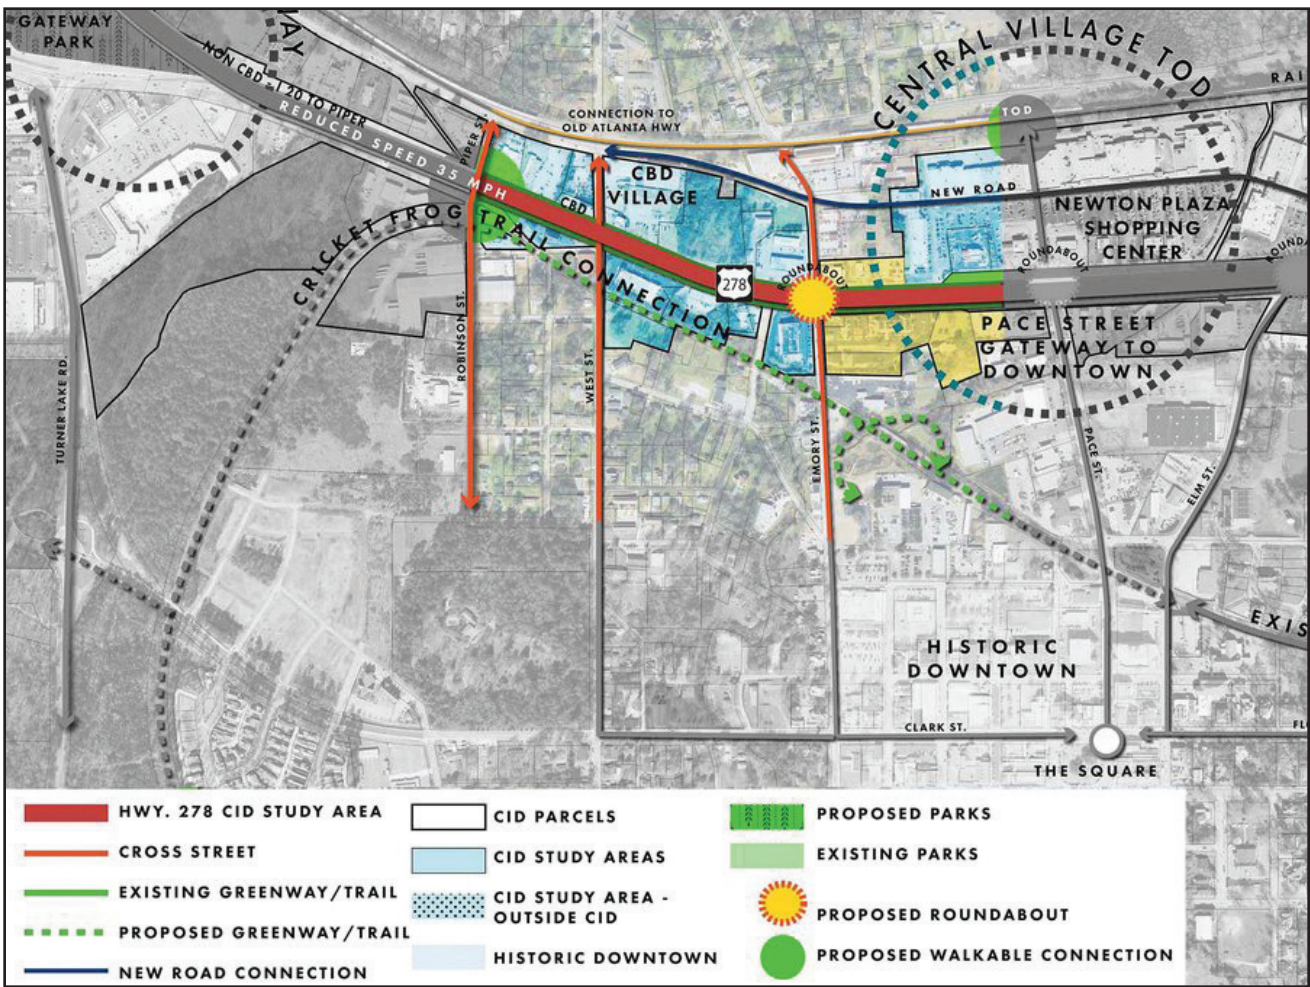 GATEWAY
PARK
WAY
NON CBD - I 20 TO PIPER
REDUCED SPEED 35 MPH
PIPER ST.
CONNECTION TO
OLD ATLANTA HWY
CENTRAL VILLAGE TOD
TOD
CBD
VILLAGE
CBD
NEW ROAD
NEWTON PLAZA
SHOPPING
CENTER
CRICKET FROG TRAIL CONNECTION
278
ROUNDABOUT
ROUNDABOUT
PACE STREET
GATEWAY TO
DOWNTOWN
TURNER LAKE RD.
ROBINSON ST.
WEST ST.
EMORY ST.
PACE ST.
ELM ST.
HISTORIC
DOWNTOWN
CLARK ST.
THE SQUARE
HWY. 278 CID STUDY AREA
CROSS STREET
EXISTING GREENWAY/TRAIL
PROPOSED GREENWAY/TRAIL
NEW ROAD CONNECTION
CID PARCELS
CID STUDY AREAS
CID STUDY AREA -
OUTSIDE CID
HISTORIC DOWNTOWN
PROPOSED PARKS
EXISTING PARKS
PROPOSED ROUNDABOUT
PROPOSED WALKABLE CONNECTION